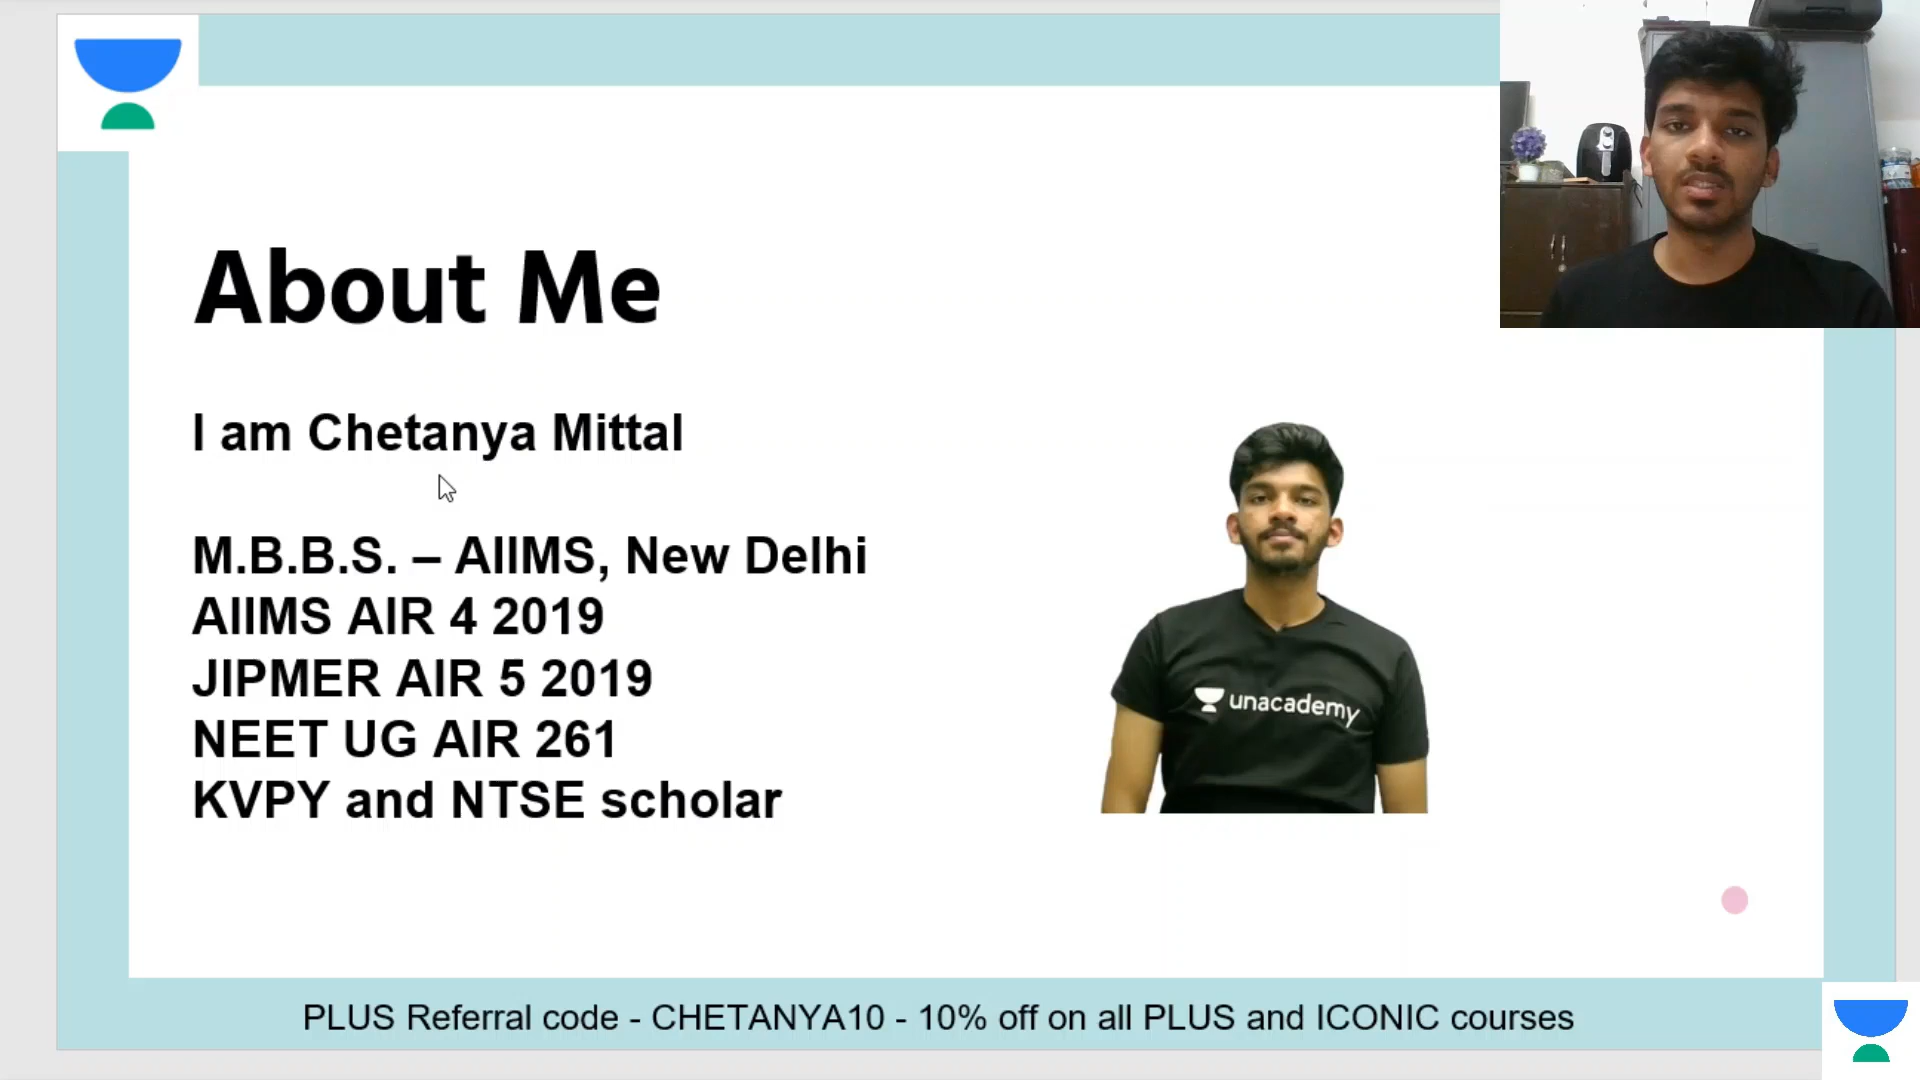 About Me
I am Chetanya Mittal
M.B.B.S. – AIIMS, New Delhi
AIIMS AIR 4 2019
JIPMER AIR 5 2019
NEET UG AIR 261
KVPY and NTSE scholar
unacademy
PLUS Referral code - CHETANYA10 - 10% off on all PLUS and ICONIC courses